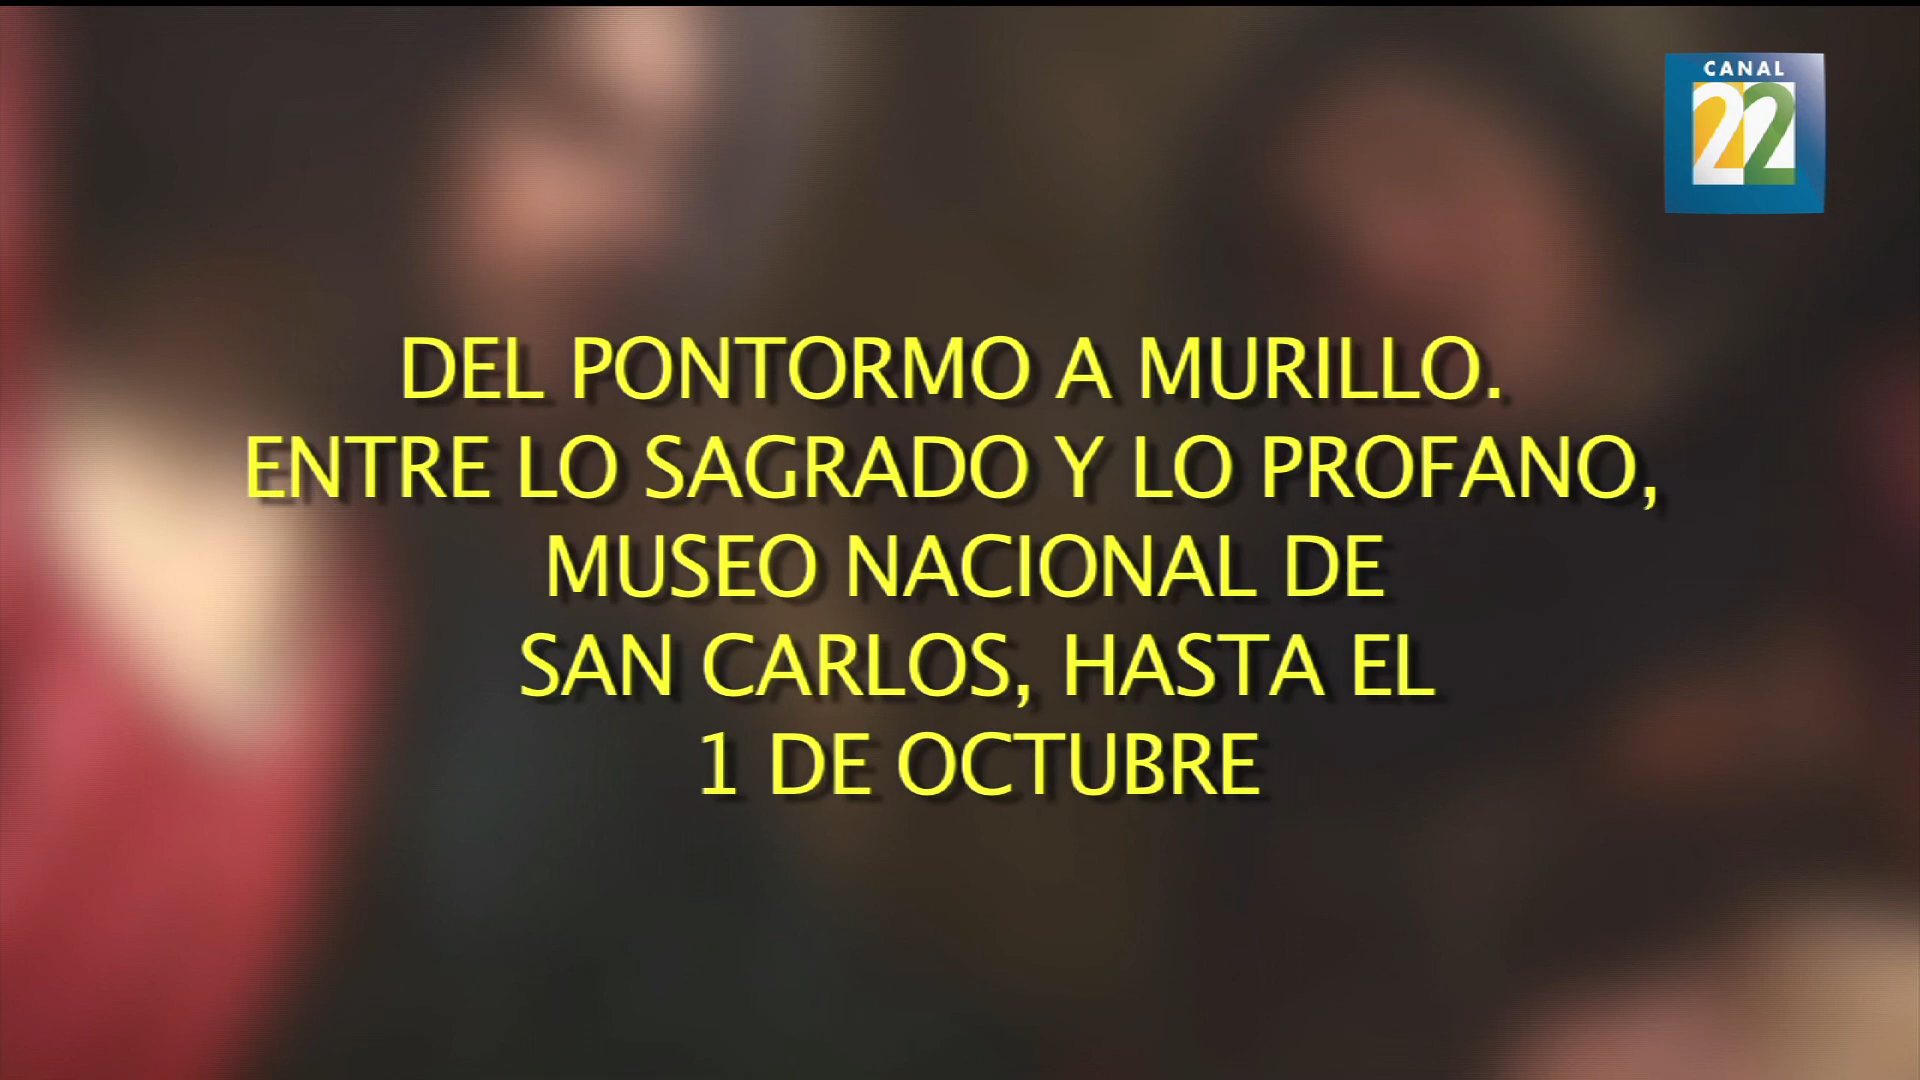 CANAL
22
DEL PONTORMO A MURILLO.
ENTRE LO SAGRADO Y LO PROFANO,
MUSEO NACIONAL DE
SAN CARLOS, HASTA EL
1 DE OCTUBRE